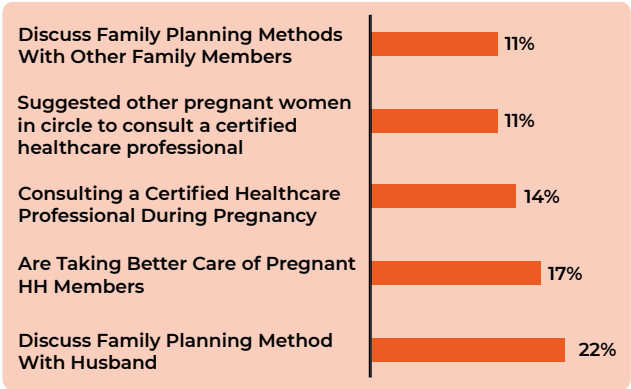 Discuss Family Planning Methods
With Other Family Members
11%
Suggested other pregnant women
in circle to consult a certified
healthcare professional
11%
Consulting a Certified Healthcare
Professional During Pregnancy
14%
Are Taking Better Care of Pregnant
HH Members
17%
Discuss Family Planning Method
With Husband
22%